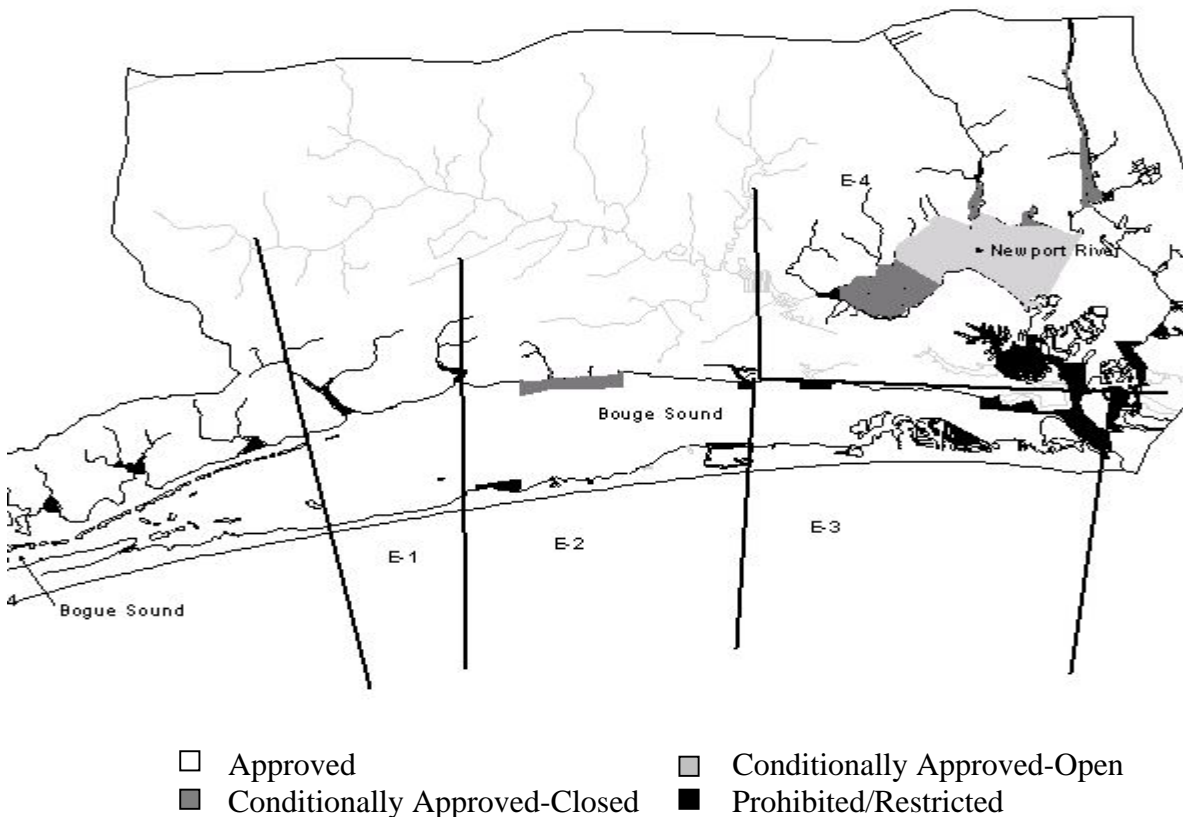 E-4
Newport River
Bouge Sound
E-3
E-2
E-1
4
Bogue Sound
Approved
Conditionally Approved-Open
Conditionally Approved-Closed
Prohibited/Restricted